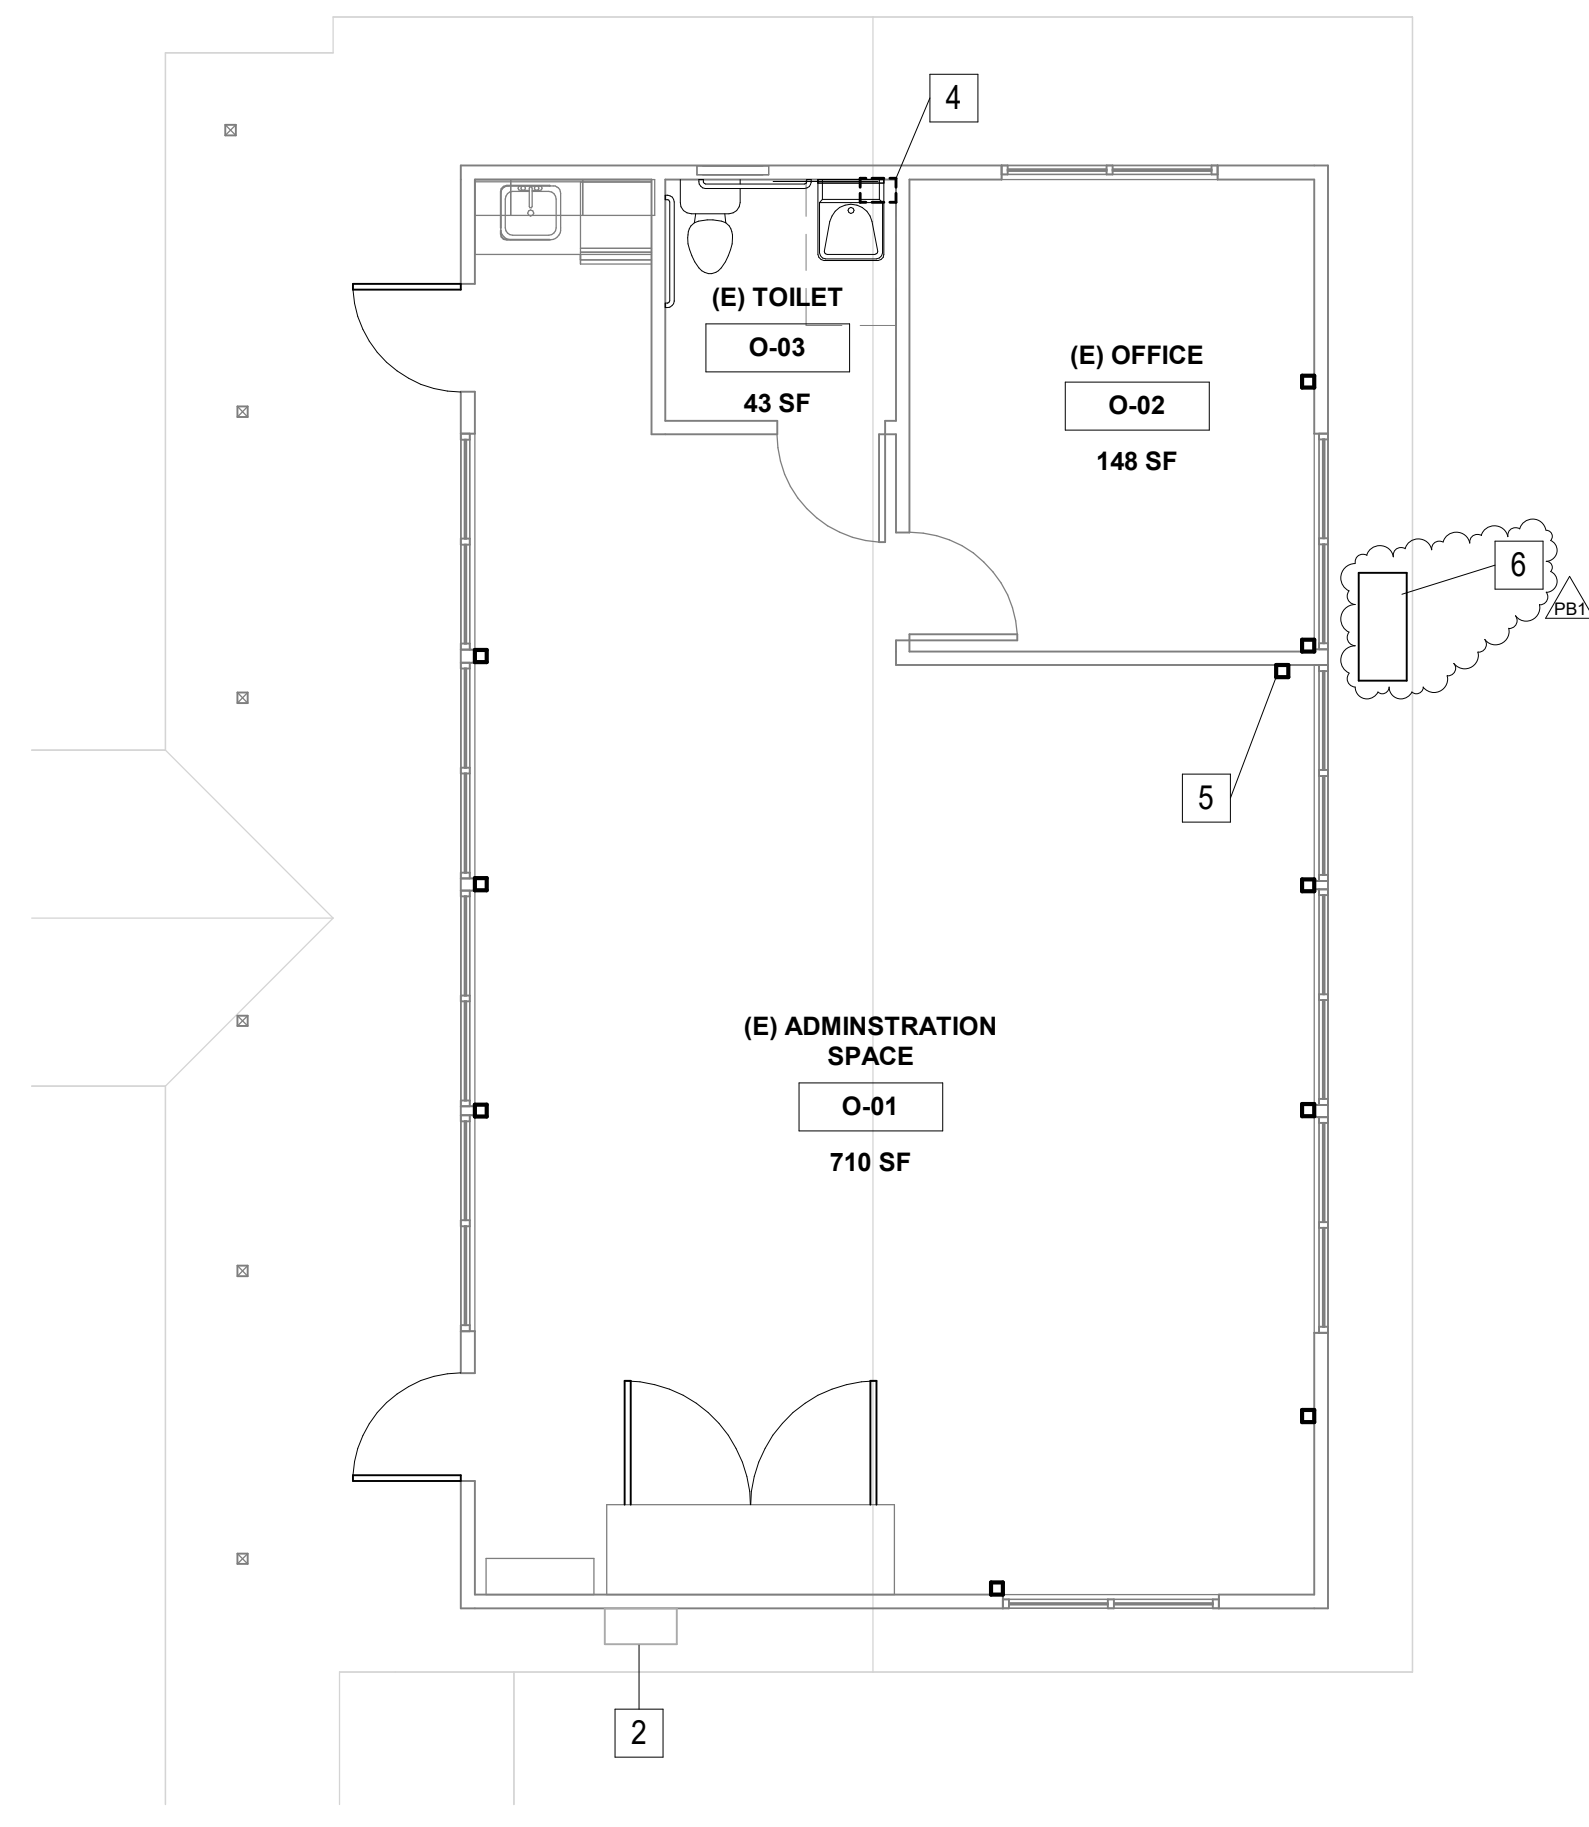 4
(E) TOILET
O-03
43 SF
(E) OFFICE
O-02
148 SF
6
PB1
5
(E) ADMINSTRATION
SPACE
O-01
710 SF
2